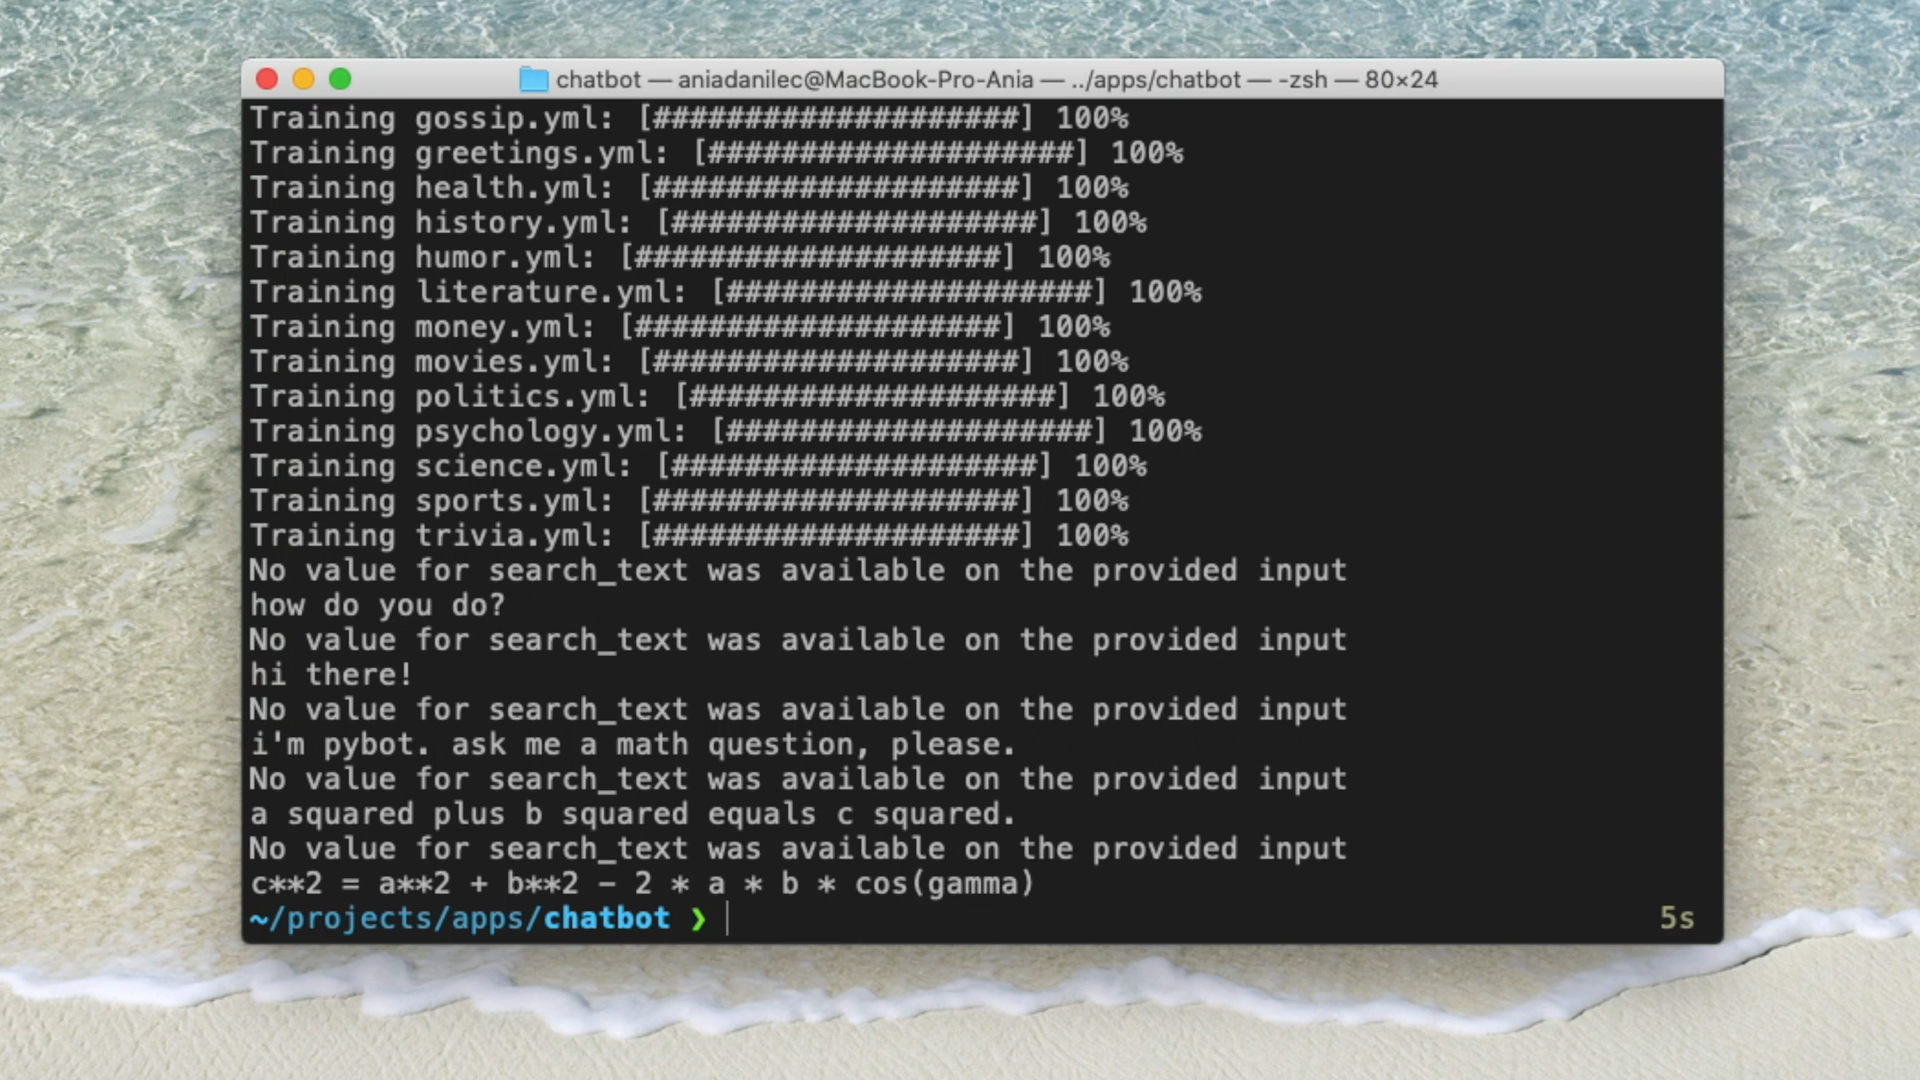 chatbot — aniadanilec@MacBook-Pro-Ania — ../apps/chatbot — -zsh — 80×24
Training gossip.yml: [####################] 100%
Training greetings.yml: [####################] 100%
Training health.yml: [####################] 100%
Training history.yml: [####################] 100%
Training humor.yml: [####################] 100%
Training literature.yml: [####################] 100%
Training money.yml: [####################] 100%
Training movies.yml: [####################] 100%
Training politics.yml: [####################] 100%
Training psychology.yml: [####################] 100%
Training science.yml: [####################] 100%
Training sports.yml: [####################] 100%
Training trivia.yml: [####################] 100%
No value for search_text was available on the provided input
how do you do?
No value for search_text was available on the provided input
hi there!
No value for search_text was available on the provided input
i'm pybot. ask me a math question, please.
No value for search_text was available on the provided input
a squared plus b squared equals c squared.
No value for search_text was available on the provided input
c**2 = a**2 + b**2 - 2 * a * b * cos(gamma)
~/projects/apps/chatbot ❯ 5s